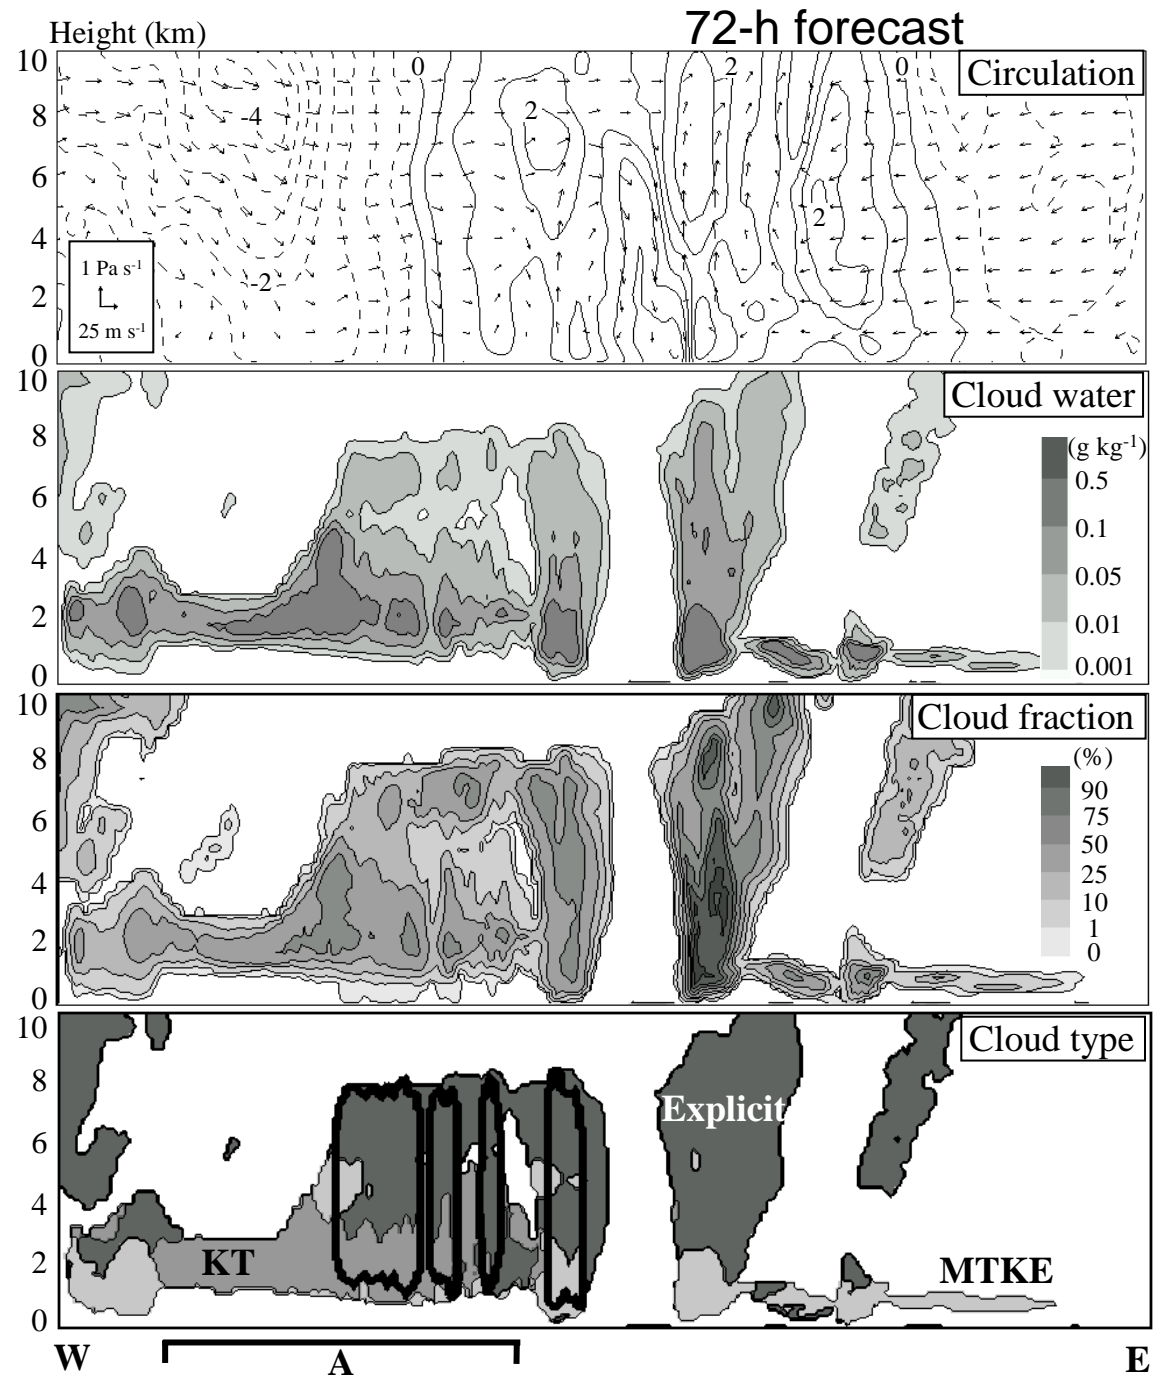 72-h forecast
Height (km)
10
8
6
4
2
0
Circulation
0
2
0
-4
2
2
-2
1 Pa s-1
25 m s-1
10
8
6
4
2
0
Cloud water
(g kg-1)
0.5
0.1
0.05
0.01
0.001
10
8
6
4
2
0
Cloud fraction
(%)
90
75
50
25
10
1
0
10
8
6
4
2
0
Cloud type
Explicit
KT
MTKE
W
A
E